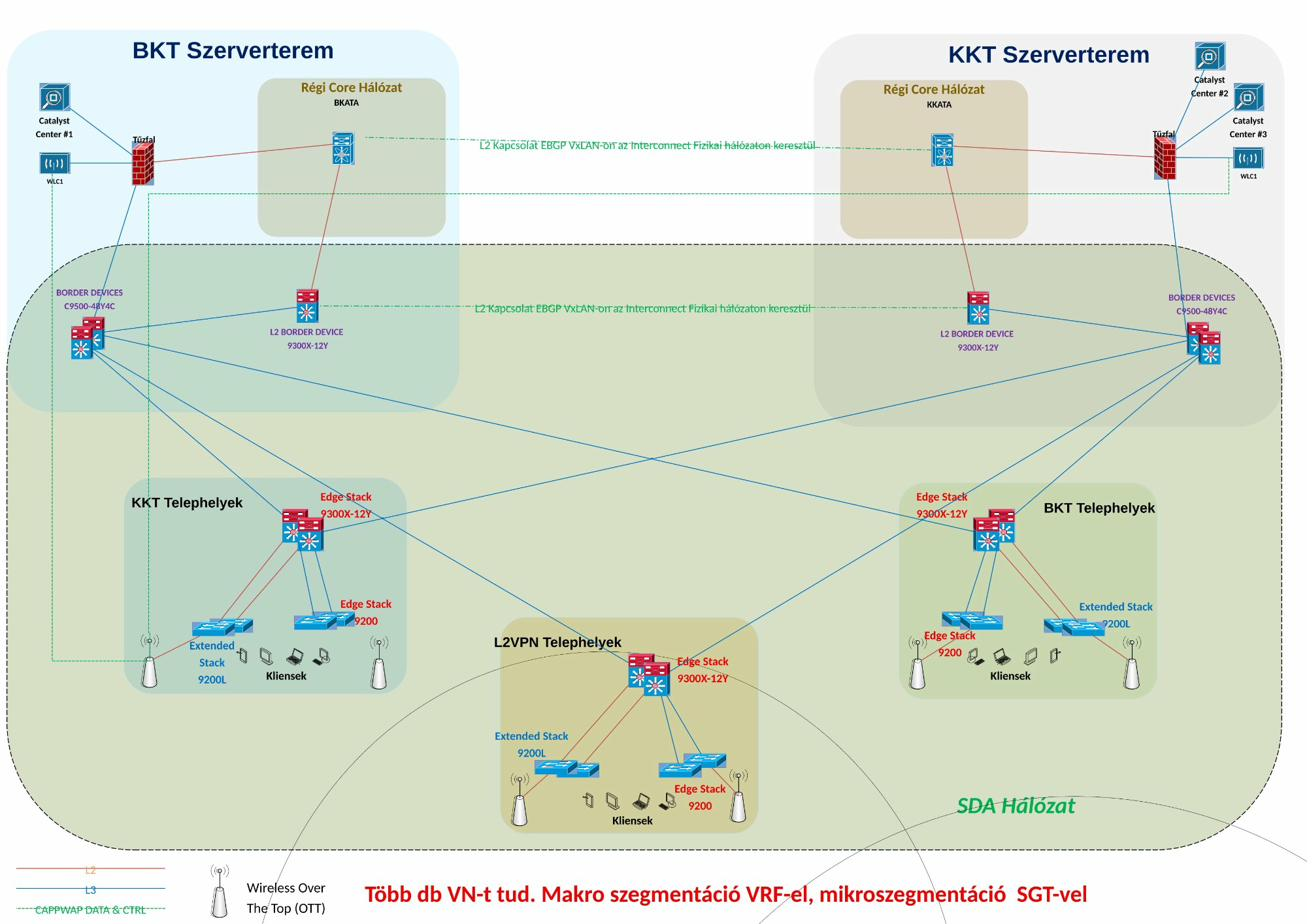 BKT Szerverterem
KKT Szerverterem
Catalyst
Center #1
Tűzfal
WLC1
Régi Core Hálózat
BKATA
L2 Kapcsolat EBGP VxLAN-on az Interconnect Fizikai hálózaton keresztül
Régi Core Hálózat
KKATA
Catalyst
Center #2
Catalyst
Center #3
Tűzfal
WLC1
BORDER DEVICES
C9500-48Y4C
L2 BORDER DEVICE
9300X-12Y
L2 Kapcsolat EBGP VxLAN-on az Interconnect Fizikai hálózaton keresztül
L2 BORDER DEVICE
9300X-12Y
BORDER DEVICES
C9500-48Y4C
KKT Telephelyek
Edge Stack
9300X-12Y
Edge Stack
9200
Extended
Stack
9200L
Kliensek
Edge Stack
9300X-12Y
BKT Telephelyek
Extended Stack
9200L
Edge Stack
9200
Kliensek
L2VPN Telephelyek
Edge Stack
9300X-12Y
Extended Stack
9200L
Edge Stack
9200
Kliensek
SDA Hálózat
L2
L3
CAPPWAP DATA & CTRL
Wireless Over
The Top (OTT)
Több db VN-t tud. Makro szegmentáció VRF-el, mikroszegmentáció SGT-vel